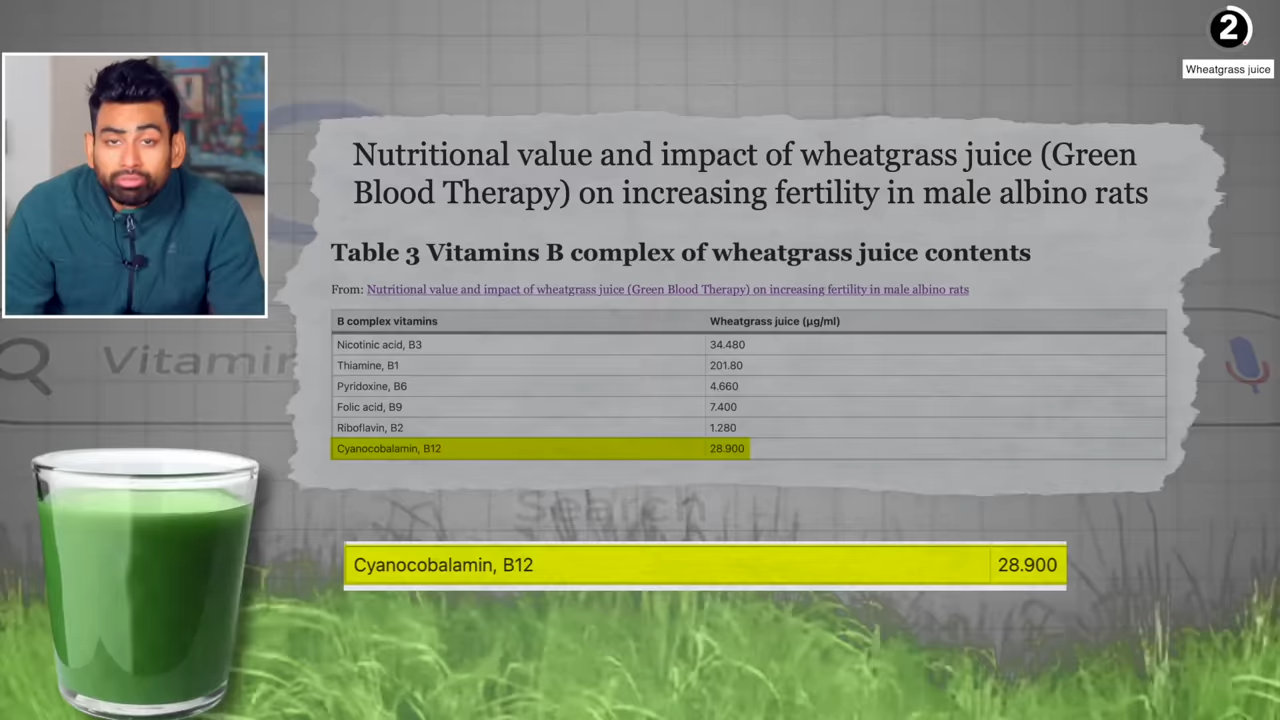 2
Wheatgrass juice
Nutritional value and impact of wheatgrass juice (Green
Blood Therapy) on increasing fertility in male albino rats
Table 3 Vitamins B complex of wheatgrass juice contents
From: Nutritional value and impact of wheatgrass juice (Green Blood Therapy) on increasing fertility in male albino rats
B complex vitamins Wheatgrass juice (μg/ml)
Nicotinic acid, B3 34.480
Thiamine, B1 201.80
Pyridoxine, B6 4.660
Folic acid, B9 7.400
Riboflavin, B2 1.280
Cyanocobalamin, B12 28.900
Vitamin
Search
Cyanocobalamin, B12 28.900